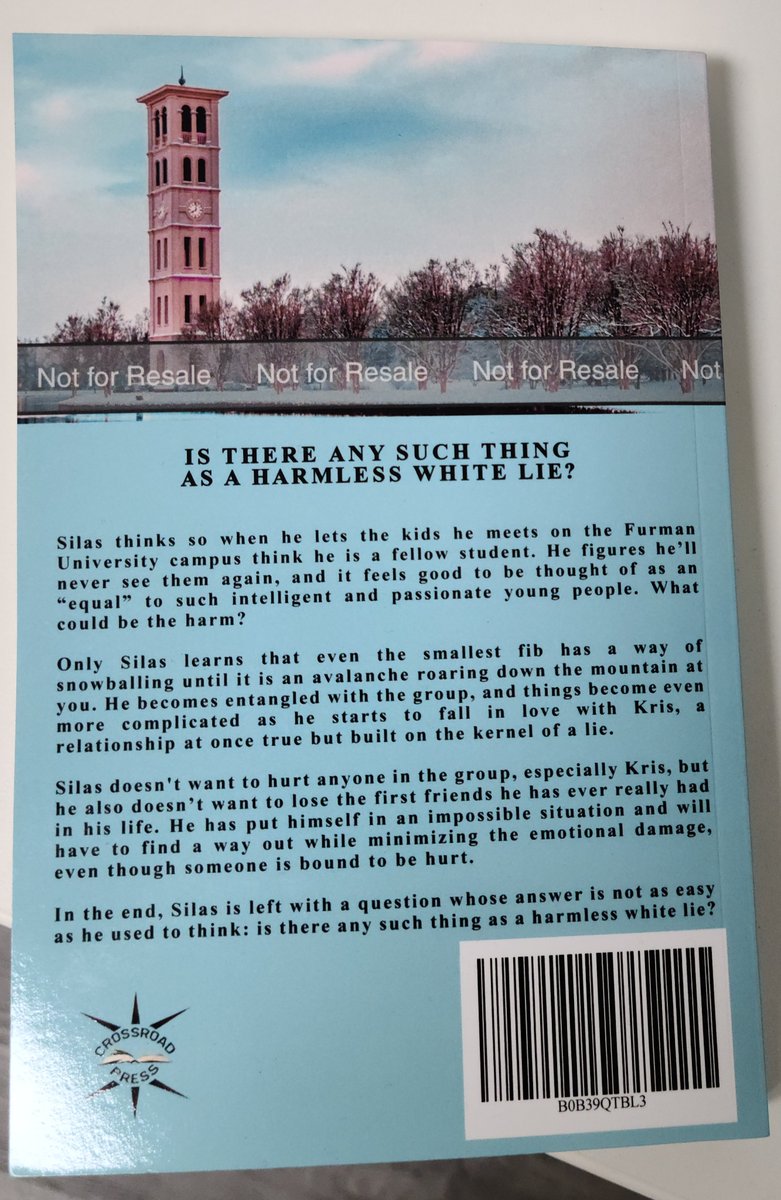 Not for Resale Not for Resale Not for Resale Not
IS THERE ANY SUCH THING
AS A HARMLESS WHITE LIE?
Silas thinks so when he lets the kids he meets on the Furman
University campus think he is a fellow student. He figures he’ll
never see them again, and it feels good to be thought of as an
“equal” to such intelligent and passionate young people. What
could be the harm?
Only Silas learns that even the smallest fib has a way of
snowballing until it is an avalanche roaring down the mountain at
you. He becomes entangled with the group, and things become even
more complicated as he starts to fall in love with Kris, a
relationship at once true but built on the kernel of a lie.
Silas doesn't want to hurt anyone in the group, especially Kris, but
he also doesn’t want to lose the first friends he has ever really had
in his life. He has put himself in an impossible situation and will
have to find a way out while minimizing the emotional damage,
even though someone is bound to be hurt.
In the end, Silas is left with a question whose answer is not as easy
as he used to think: is there any such thing as a harmless white lie?
CROSSROAD
PRESS
B0B39QTBL3